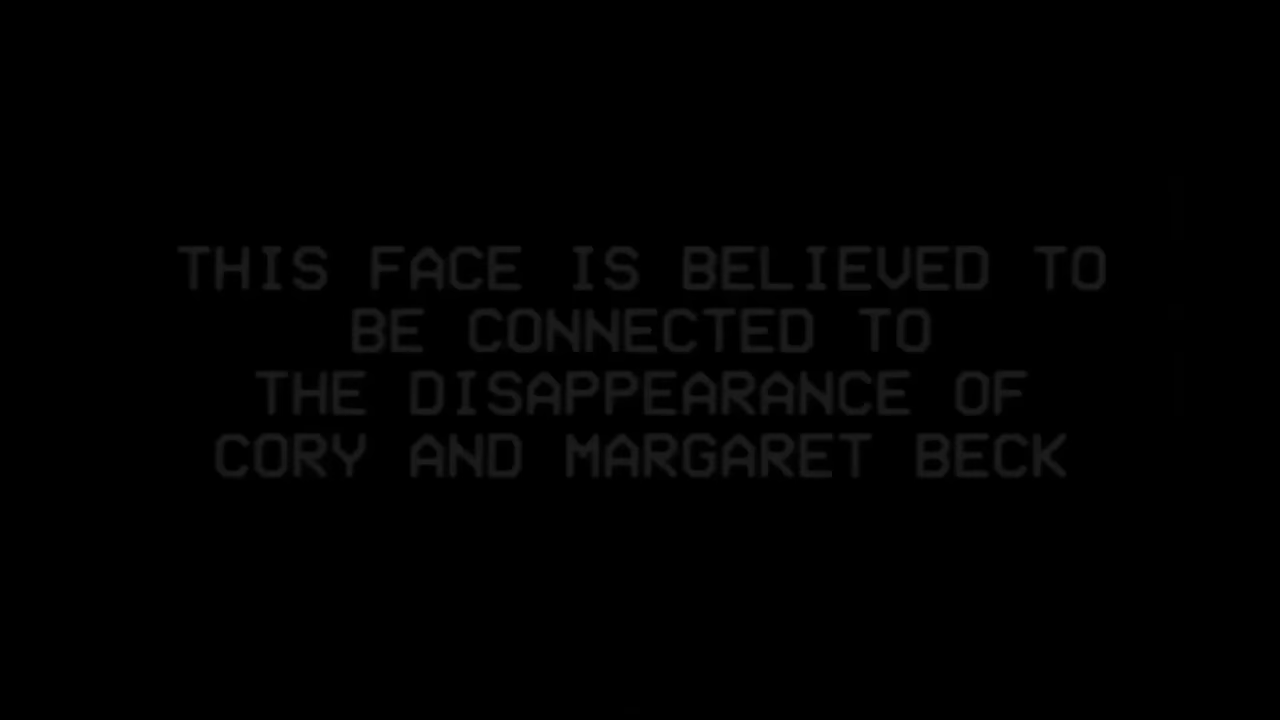 THIS FACE IS BELIEVED TO
BE CONNECTED TO
THE DISAPPEARANCE OF
CORY AND MARGARET BECK